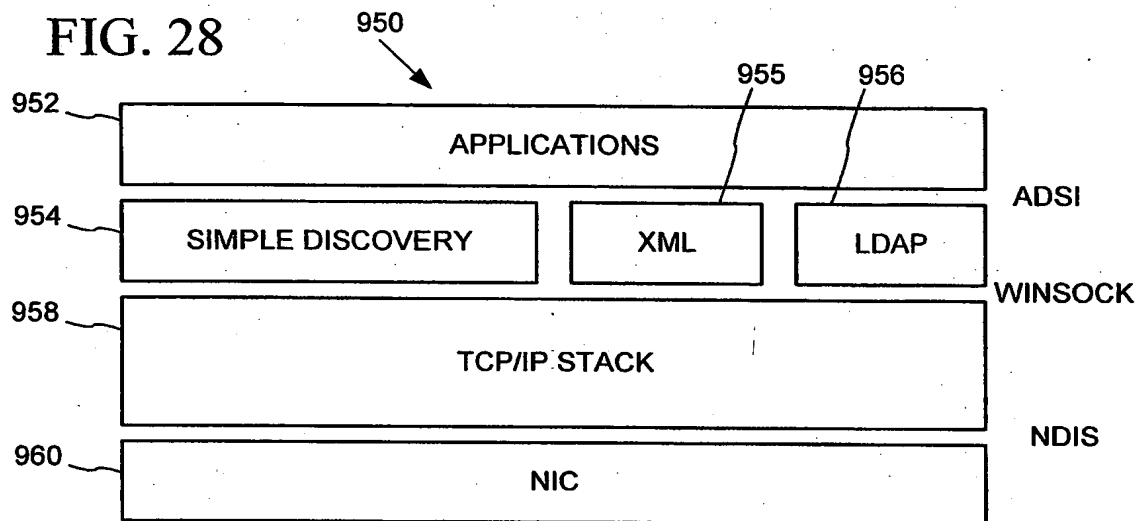 FIG. 28
950
955
956
952
APPLICATIONS
ADSI
954
SIMPLE DISCOVERY
XML
LDAP
WINSOCK
958
TCP/IP STACK
NDIS
960
NIC